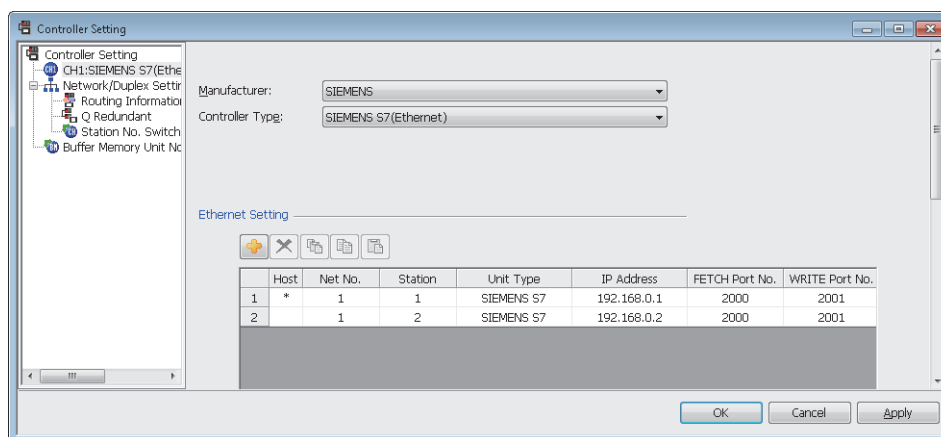 Controller Setting
Controller Setting
CH1:SIEMENS S7(Ethe
Network/Duplex Settir
Routing Information
Q Redundant
Station No. Switch
Buffer Memory Unit No
Manufacturer: SIEMENS
Controller Type: SIEMENS S7(Ethernet)
Ethernet Setting
Host Net No. Station Unit Type IP Address FETCH Port No. WRITE Port No.
1 * 1 1 SIEMENS S7 192.168.0.1 2000 2001
2 1 2 SIEMENS S7 192.168.0.2 2000 2001
OK Cancel Apply